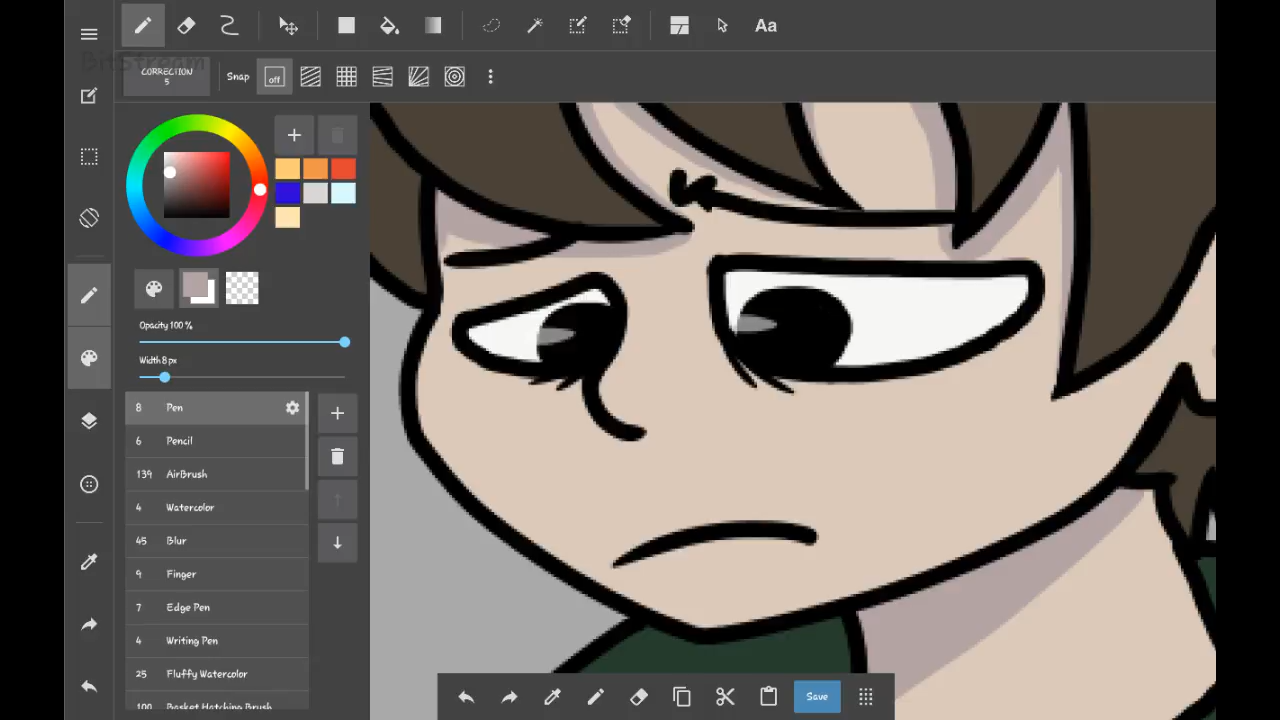 Aa
BitStream
CORRECTION
5
Snap
off
Opacity 100 %
Width 8 px
8 Pen
6 Pencil
139 AirBrush
4 Watercolor
45 Blur
9 Finger
7 Edge Pen
4 Writing Pen
25 Fluffy Watercolor
100 Basket Hatching Brush
Save